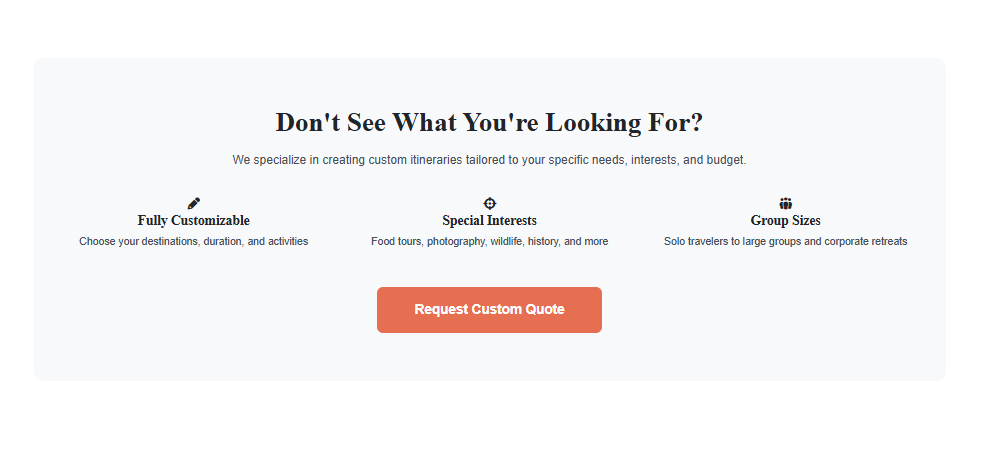 Don't See What You're Looking For?
We specialize in creating custom itineraries tailored to your specific needs, interests, and budget.
Fully Customizable
Choose your destinations, duration, and activities
Special Interests
Food tours, photography, wildlife, history, and more
Group Sizes
Solo travelers to large groups and corporate retreats
Request Custom Quote